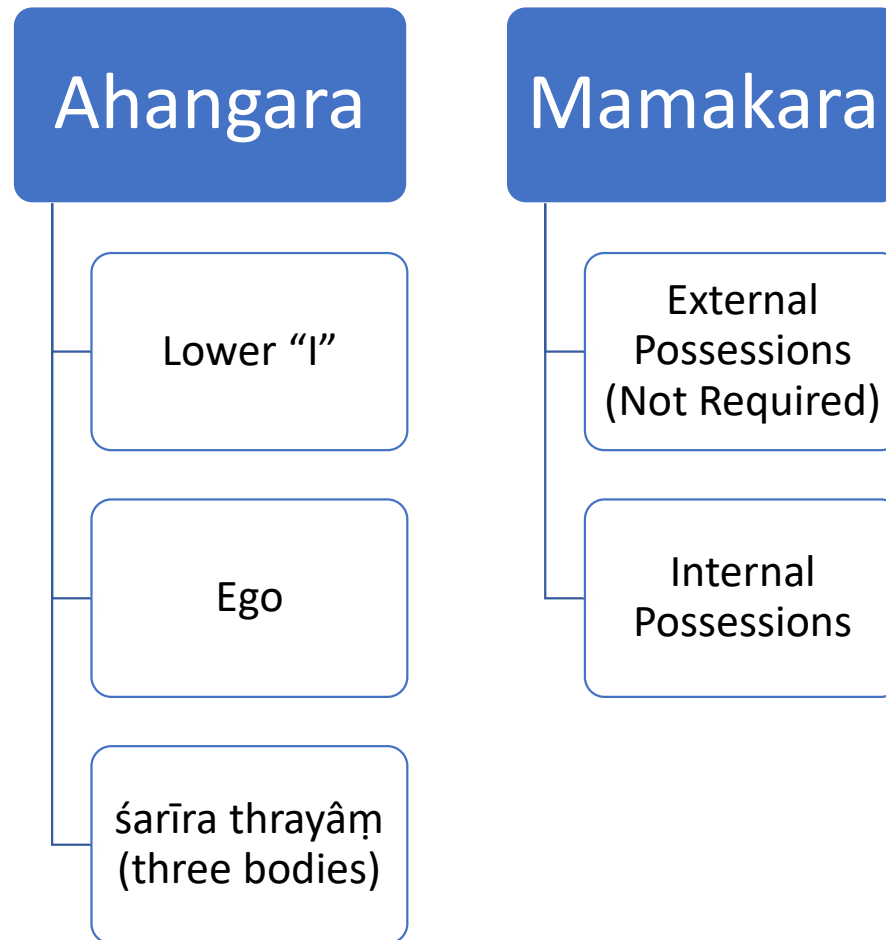 Ahangara
Lower “I”
Ego
śarīra thrayâṃ
(three bodies)
Mamakara
External
Possessions
(Not Required)
Internal
Possessions